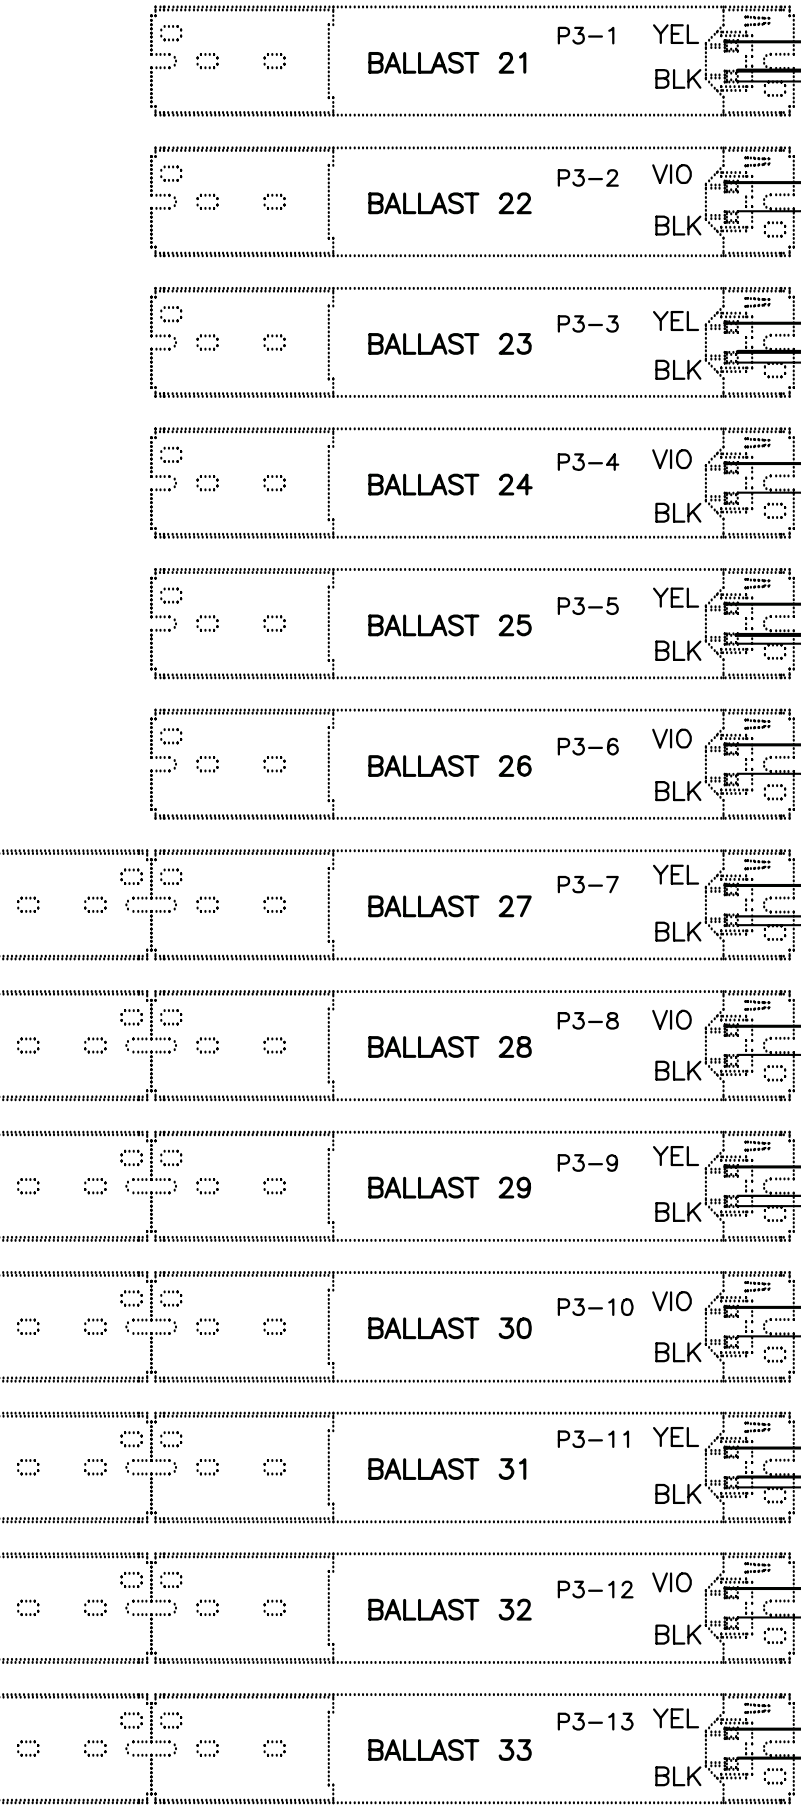 P3-1 YEL
BALLAST 21
BLK
P3-2 VIO
BALLAST 22
BLK
P3-3 YEL
BALLAST 23
BLK
P3-4 VIO
BALLAST 24
BLK
P3-5 YEL
BALLAST 25
BLK
P3-6 VIO
BALLAST 26
BLK
P3-7 YEL
BALLAST 27
BLK
P3-8 VIO
BALLAST 28
BLK
P3-9 YEL
BALLAST 29
BLK
P3-10 VIO
BALLAST 30
BLK
P3-11 YEL
BALLAST 31
BLK
P3-12 VIO
BALLAST 32
BLK
P3-13 YEL
BALLAST 33
BLK